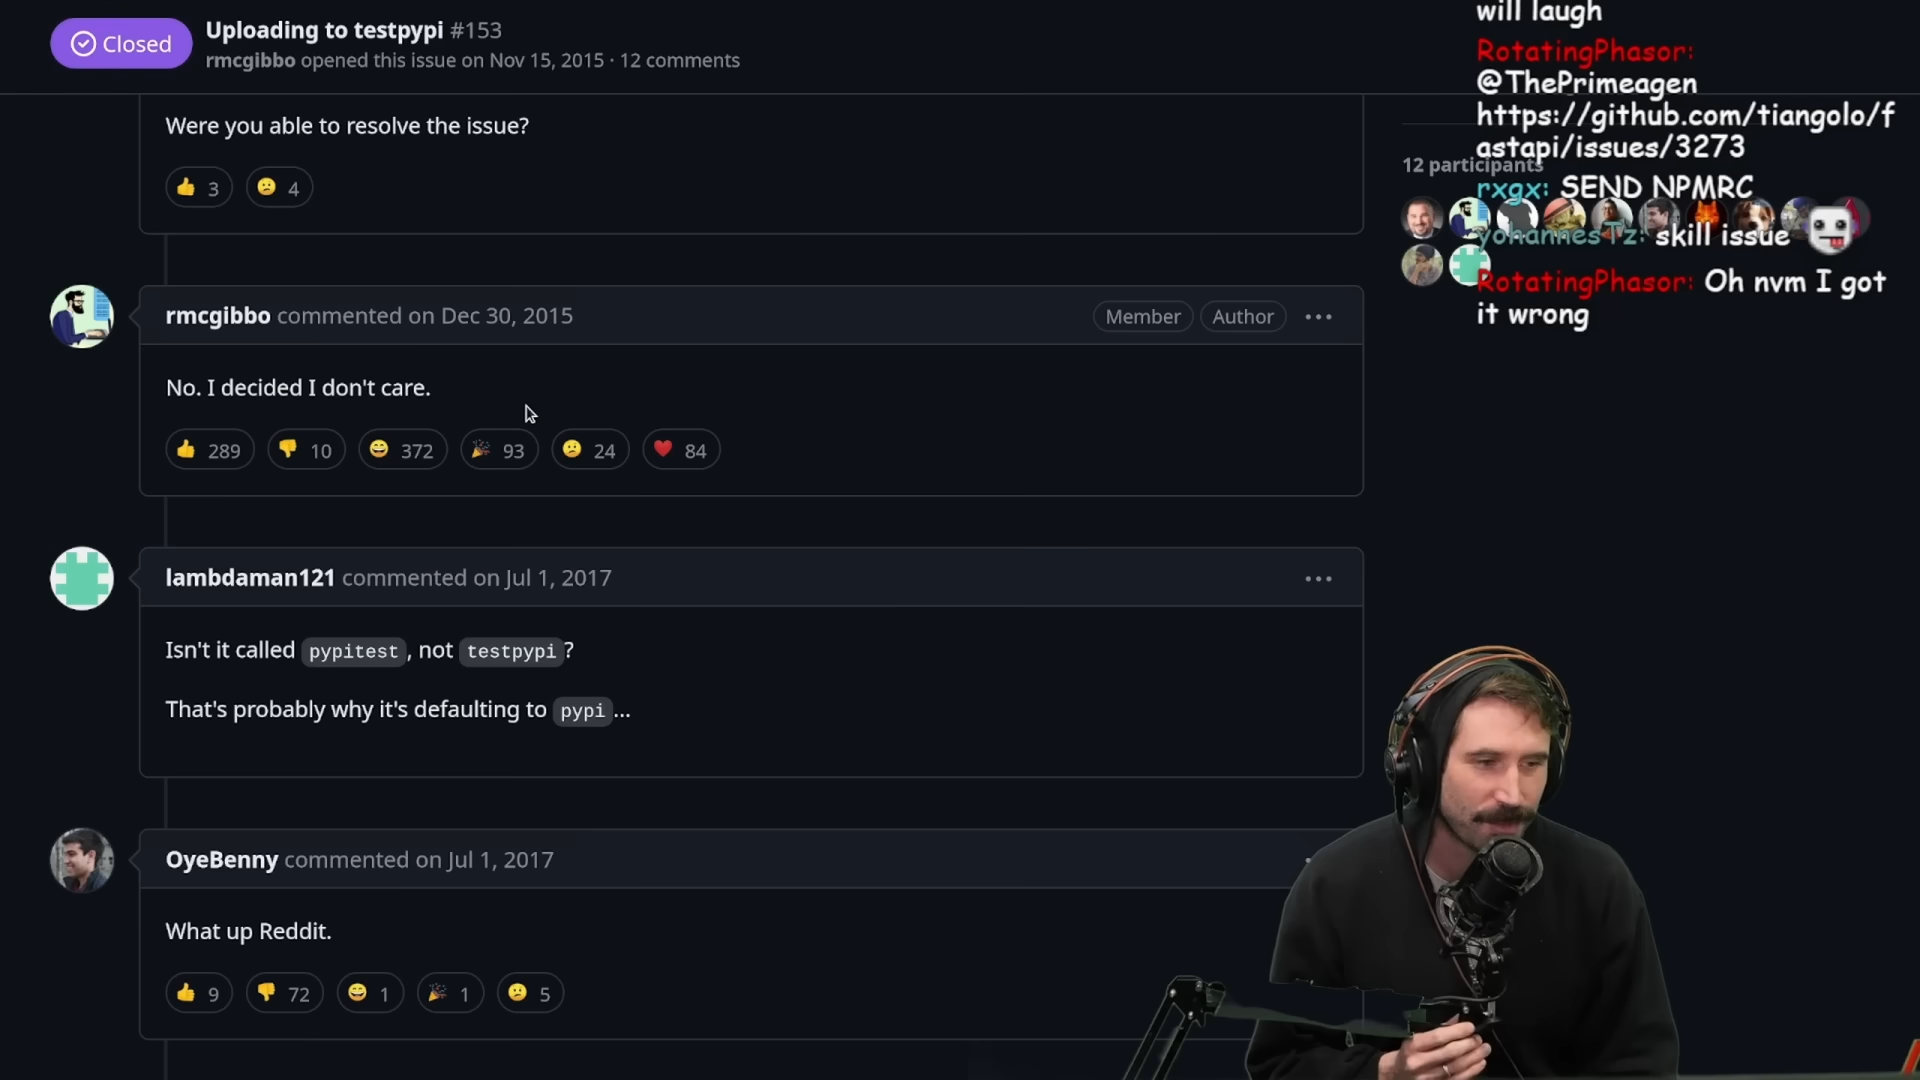 Closed
Uploading to testpypi #153
rmcgibbo opened this issue on Nov 15, 2015 · 12 comments
Were you able to resolve the issue?
👍 3 😕 4
rmcgibbo commented on Dec 30, 2015
Member
Author
No. I decided I don't care.
👍 289 👎 10 😄 372 🎉 93 😕 24 ❤️ 84
lambdaman121 commented on Jul 1, 2017
Isn't it called pypitest, not testpypi?
That's probably why it's defaulting to pypi...
OyeBenny commented on Jul 1, 2017
What up Reddit.
👍 9 👎 72 😄 1 🎉 1 😕 5
12 participants
will laugh
RotatingPhasor:
@ThePrimeagen
https://github.com/tiangolo/f
astapi/issues/3273
rxgx: SEND NPMRC
yohannesTz: skill issue
RotatingPhasor: Oh nvm I got
it wrong